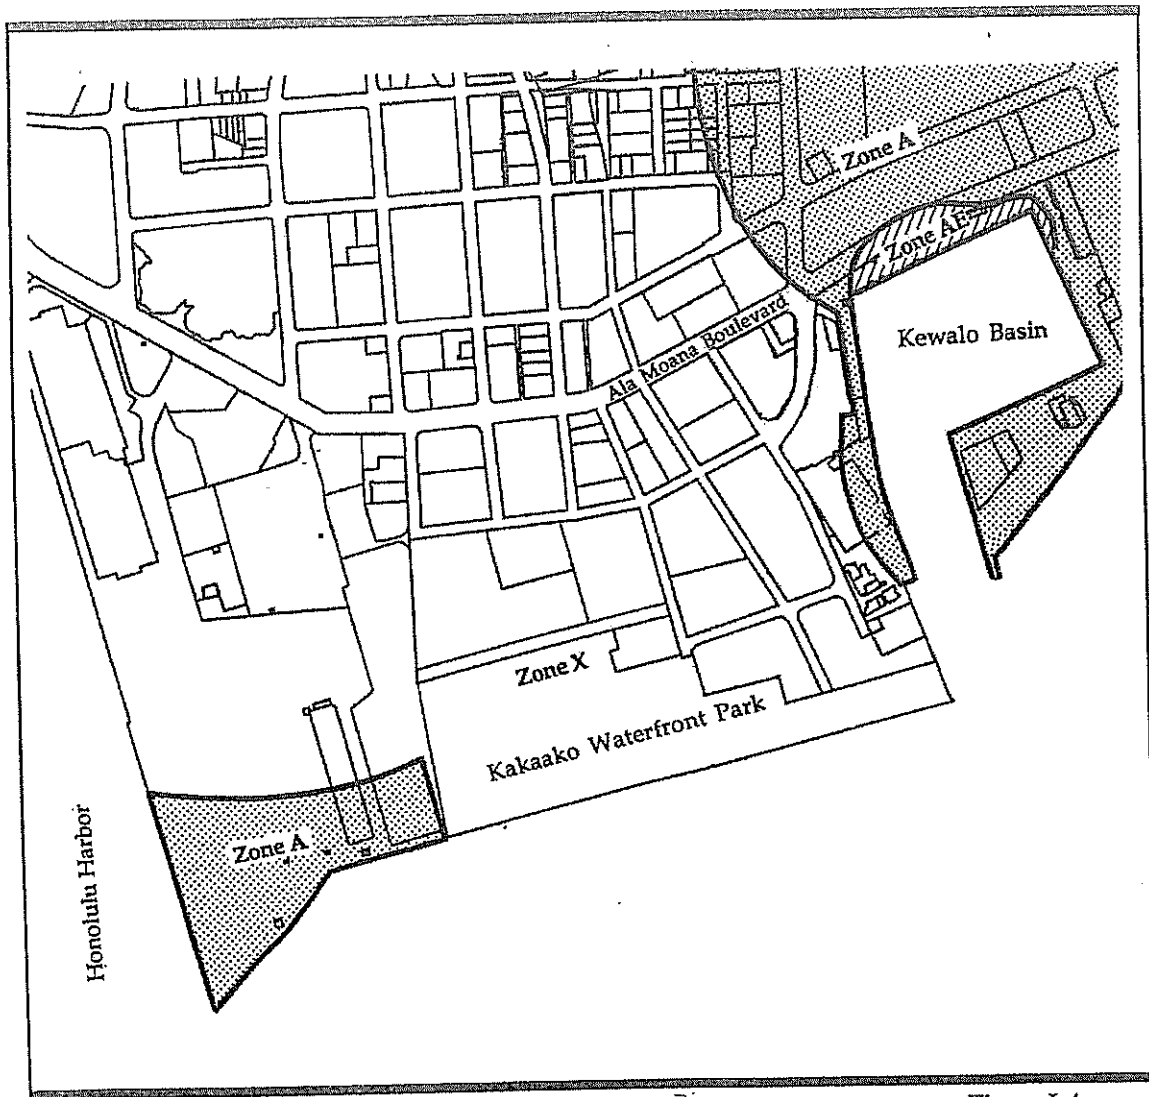 Zone A
Zone AE
Kewalo Basin
Ala Moana Boulevard
Zone X
Kakaako Waterfront Park
Zone A
Honolulu Harbor